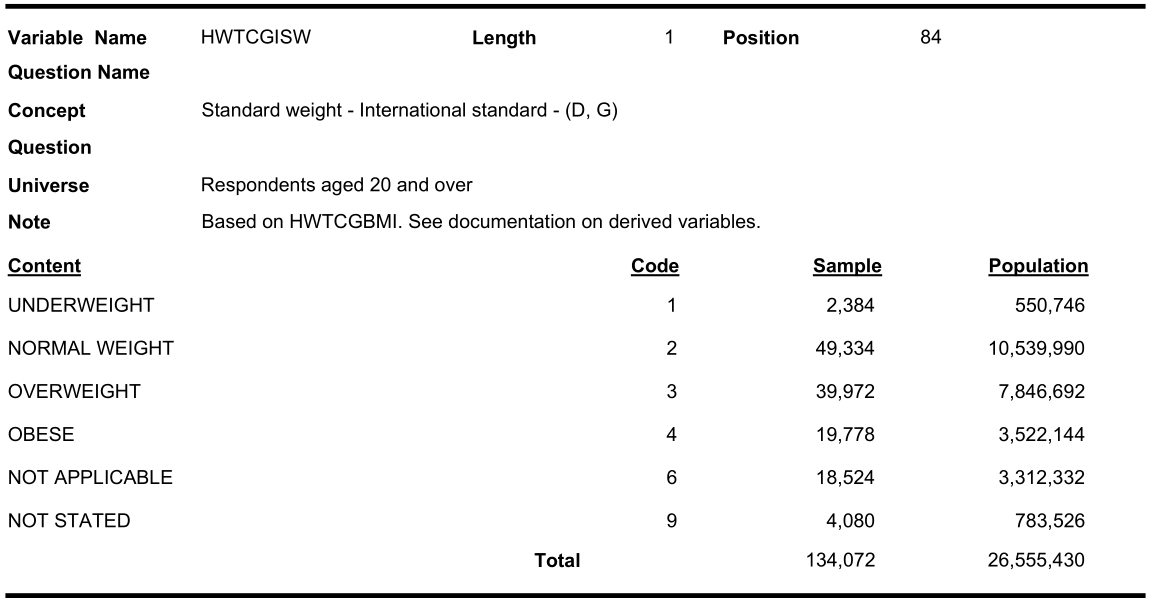 Variable Name HWTCGISW Length 1 Position 84
Question Name
Concept Standard weight - International standard - (D, G)
Question
Universe Respondents aged 20 and over
Note Based on HWTCGBMI. See documentation on derived variables.
Content Code Sample Population
UNDERWEIGHT 1 2,384 550,746
NORMAL WEIGHT 2 49,334 10,539,990
OVERWEIGHT 3 39,972 7,846,692
OBESE 4 19,778 3,522,144
NOT APPLICABLE 6 18,524 3,312,332
NOT STATED 9 4,080 783,526
Total 134,072 26,555,430